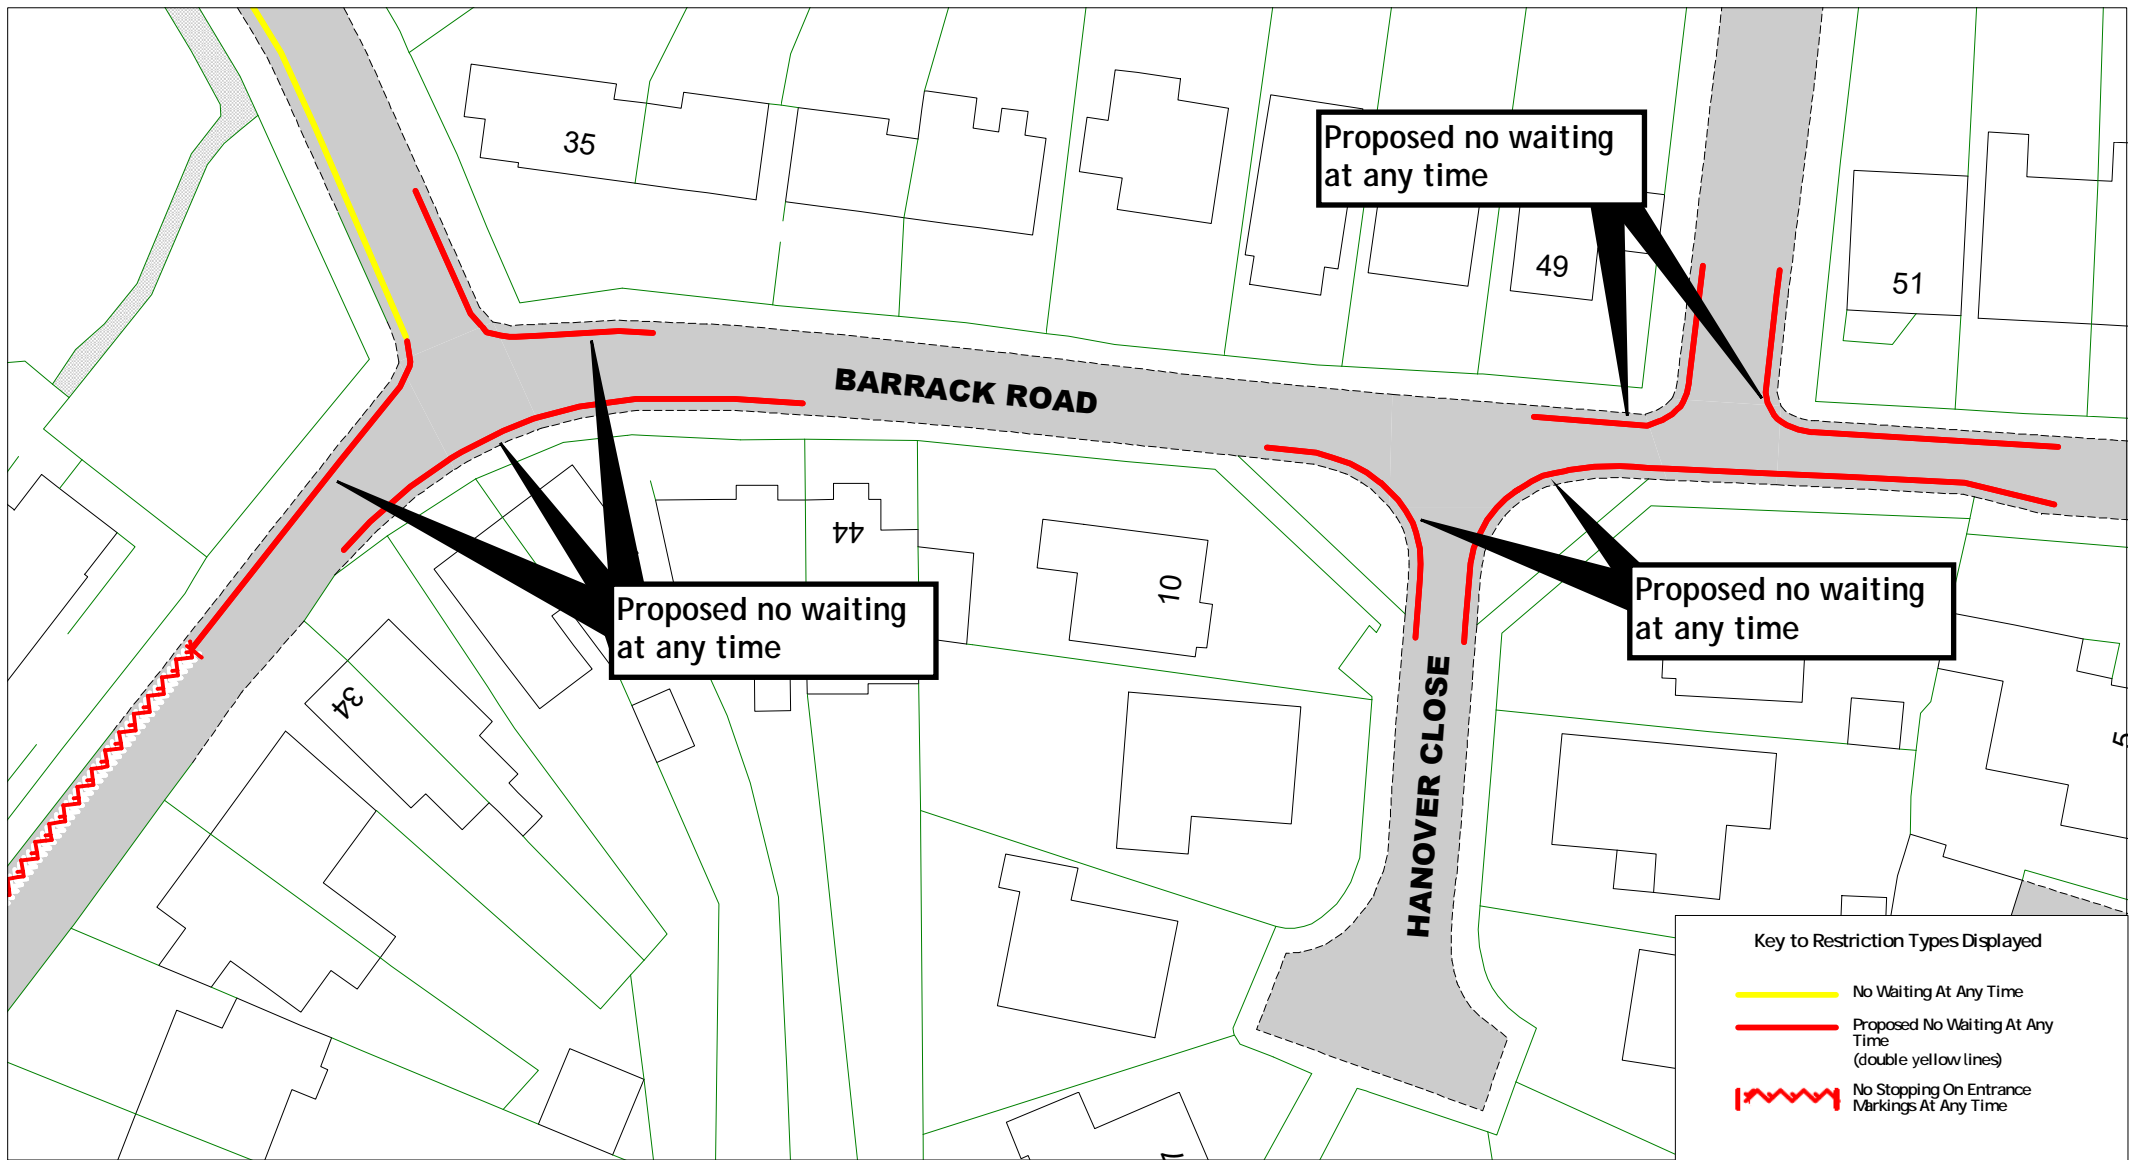 35
Proposed no waiting
at any time
49
51
BARRACK ROAD
44
10
Proposed no waiting
at any time
Proposed no waiting
at any time
34
HANOVER CLOSE
5
Key to Restriction Types Displayed
No Waiting At Any Time
Proposed No Waiting At Any
Time
(double yellow lines)
No Stopping On Entrance
Markings At Any Time